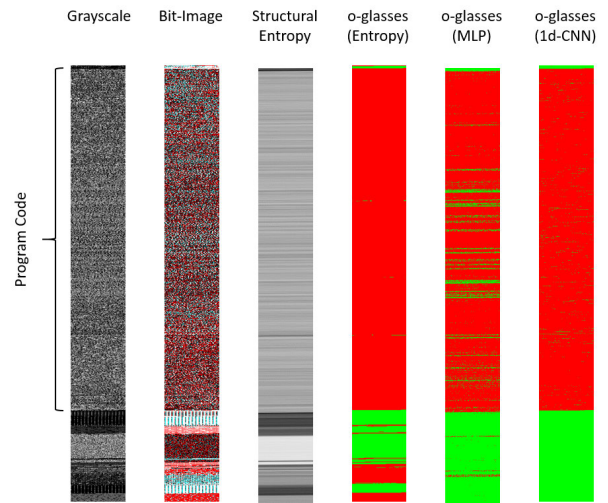 Grayscale
Bit-Image
Structural
Entropy
o-glasses
(Entropy)
o-glasses
(MLP)
o-glasses
(1d-CNN)
Program Code